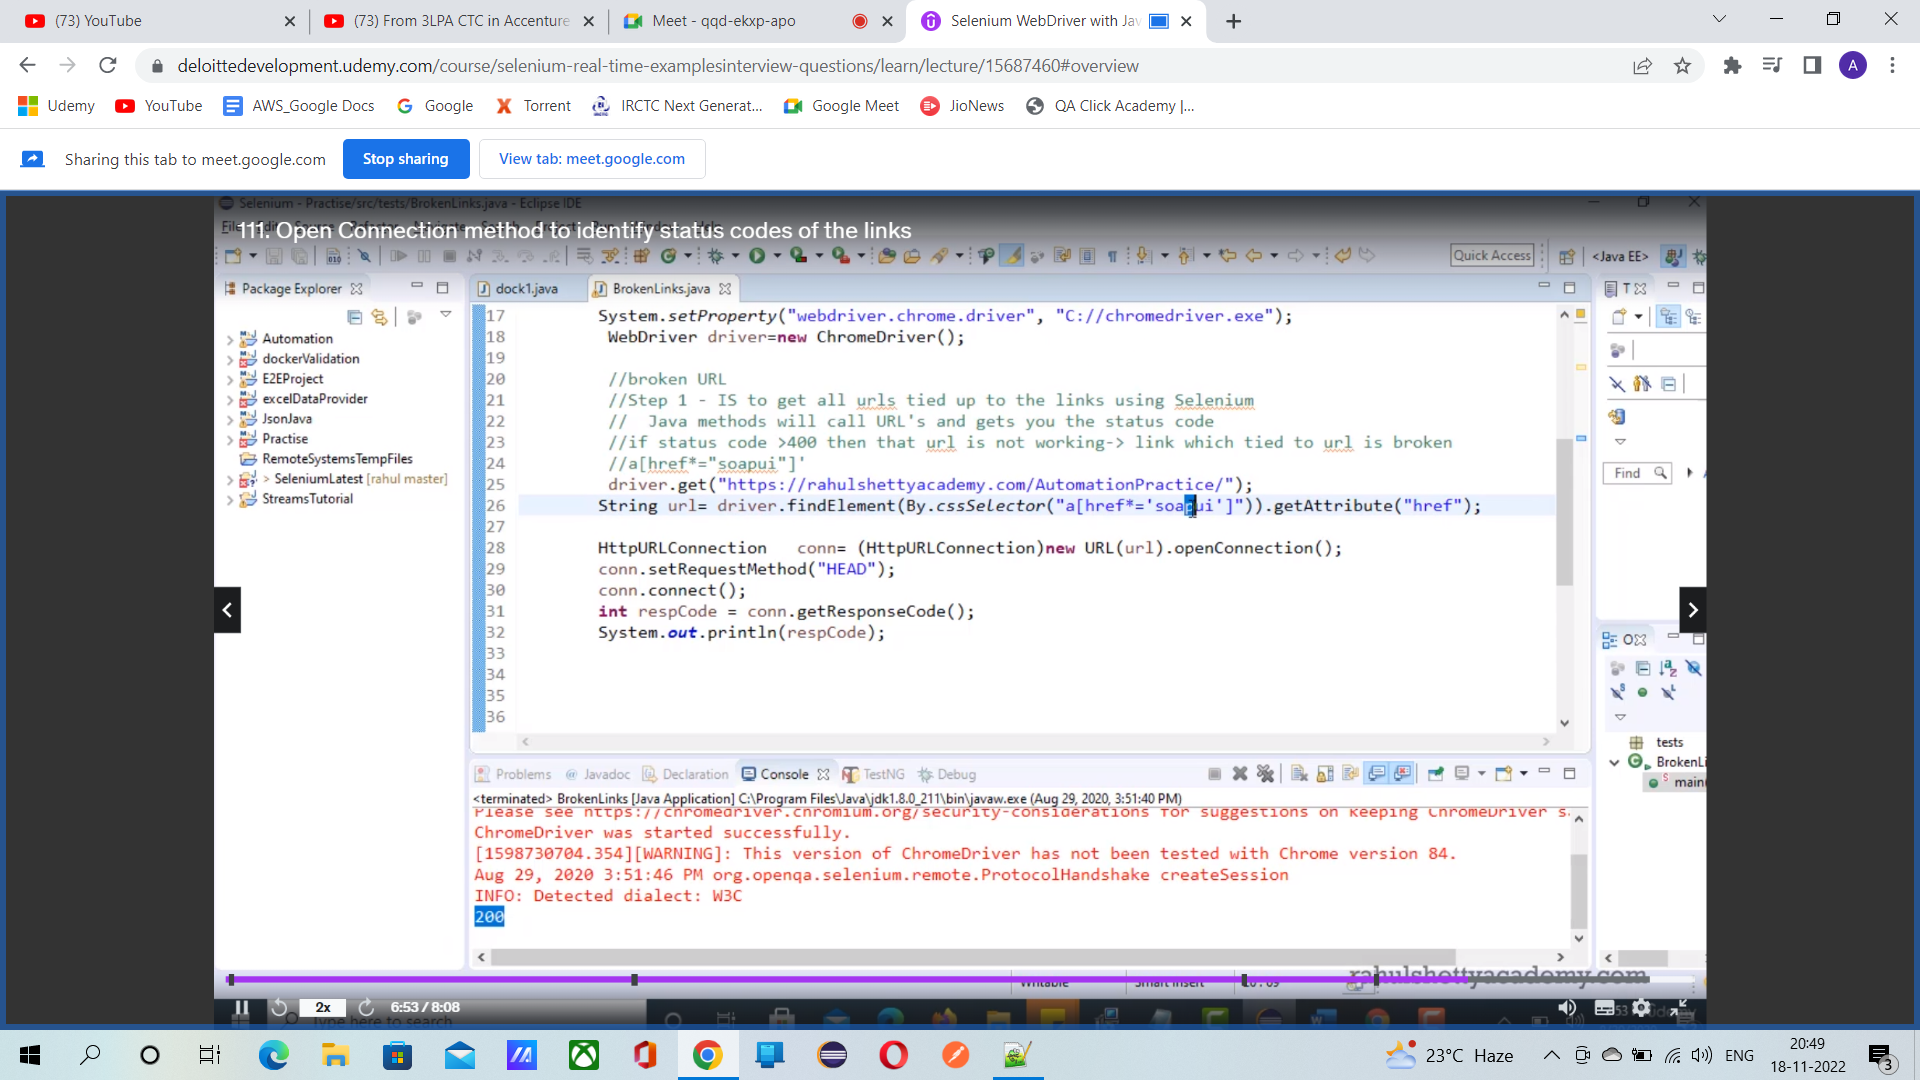 (73) YouTube
(73) From 3LPA CTC in Accenture
Meet - qqd-ekxp-apo
Selenium WebDriver with Jav
deloittedevelopment.udemy.com/course/selenium-real-time-examplesinterview-questions/learn/lecture/15687460#overview
A
Udemy
YouTube
AWS_Google Docs
Google
Torrent
IRCTC Next Generat...
Google Meet
JioNews
QA Click Academy |...
Sharing this tab to meet.google.com
Stop sharing
View tab: meet.google.com
Selenium - Practise/src/tests/BrokenLinks.java - Eclipse IDE
111. Open Connection method to identify status codes of the links
Quick Access
<Java EE>
Package Explorer
dock1.java
BrokenLinks.java
Automation
dockerValidation
E2EProject
excelDataProvider
JsonJava
Practise
RemoteSystemsTempFiles
> SeleniumLatest [rahul master]
StreamsTutorial
17 System.setProperty("webdriver.chrome.driver", "C://chromedriver.exe");
18 WebDriver driver=new ChromeDriver();
19
20 //broken URL
21 //Step 1 - IS to get all urls tied up to the links using Selenium
22 // Java methods will call URL's and gets you the status code
23 //if status code >400 then that url is not working-> link which tied to url is broken
24 //a[href*="soapui"]'
25 driver.get("https://rahulshettyacademy.com/AutomationPractice/");
26 String url= driver.findElement(By.cssSelector("a[href*='soapui']")).getAttribute("href");
27
28 HttpURLConnection conn= (HttpURLConnection)new URL(url).openConnection();
29 conn.setRequestMethod("HEAD");
30 conn.connect();
31 int respCode = conn.getResponseCode();
32 System.out.println(respCode);
33
34
35
36
T
Find
tests
BrokenLi
main(
Problems
@ Javadoc
Declaration
Console
TestNG
Debug
<terminated> BrokenLinks [Java Application] C:\Program Files\Java\jdk1.8.0_211\bin\javaw.exe (Aug 29, 2020, 3:51:40 PM)
Please see https://chromedriver.chromium.org/security-considerations for suggestions on keeping ChromeDriver s
ChromeDriver was started successfully.
[1598730704.354][WARNING]: This version of ChromeDriver has not been tested with Chrome version 84.
Aug 29, 2020 3:51:46 PM org.openqa.selenium.remote.ProtocolHandshake createSession
INFO: Detected dialect: W3C
200
rahulshettyacademy.com
Writable
Smart Insert
2x
6:53 / 8:08
Type here to search
23°C Haze
ENG
20:49
18-11-2022
3